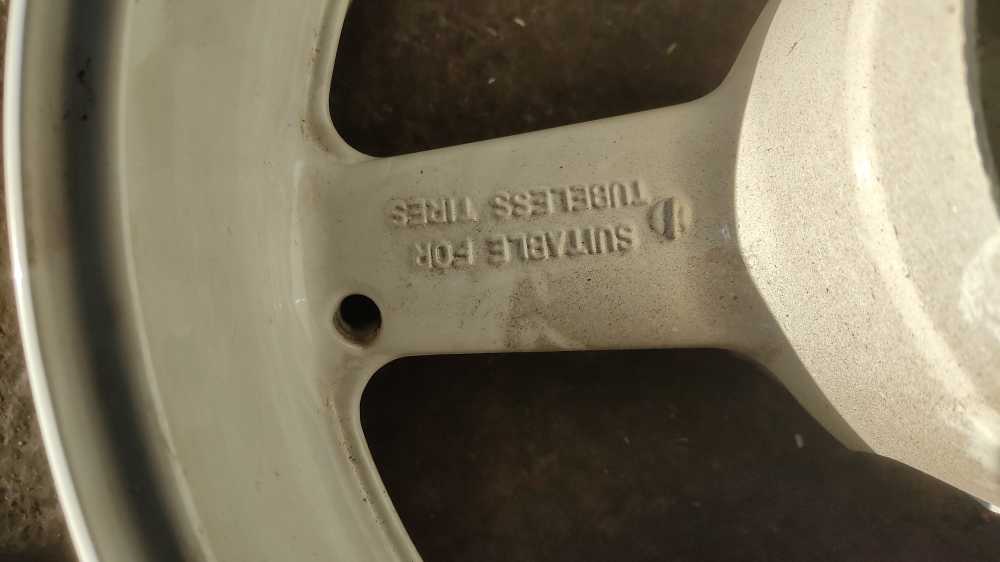 SUITABLE FOR
TUBELESS TIRES